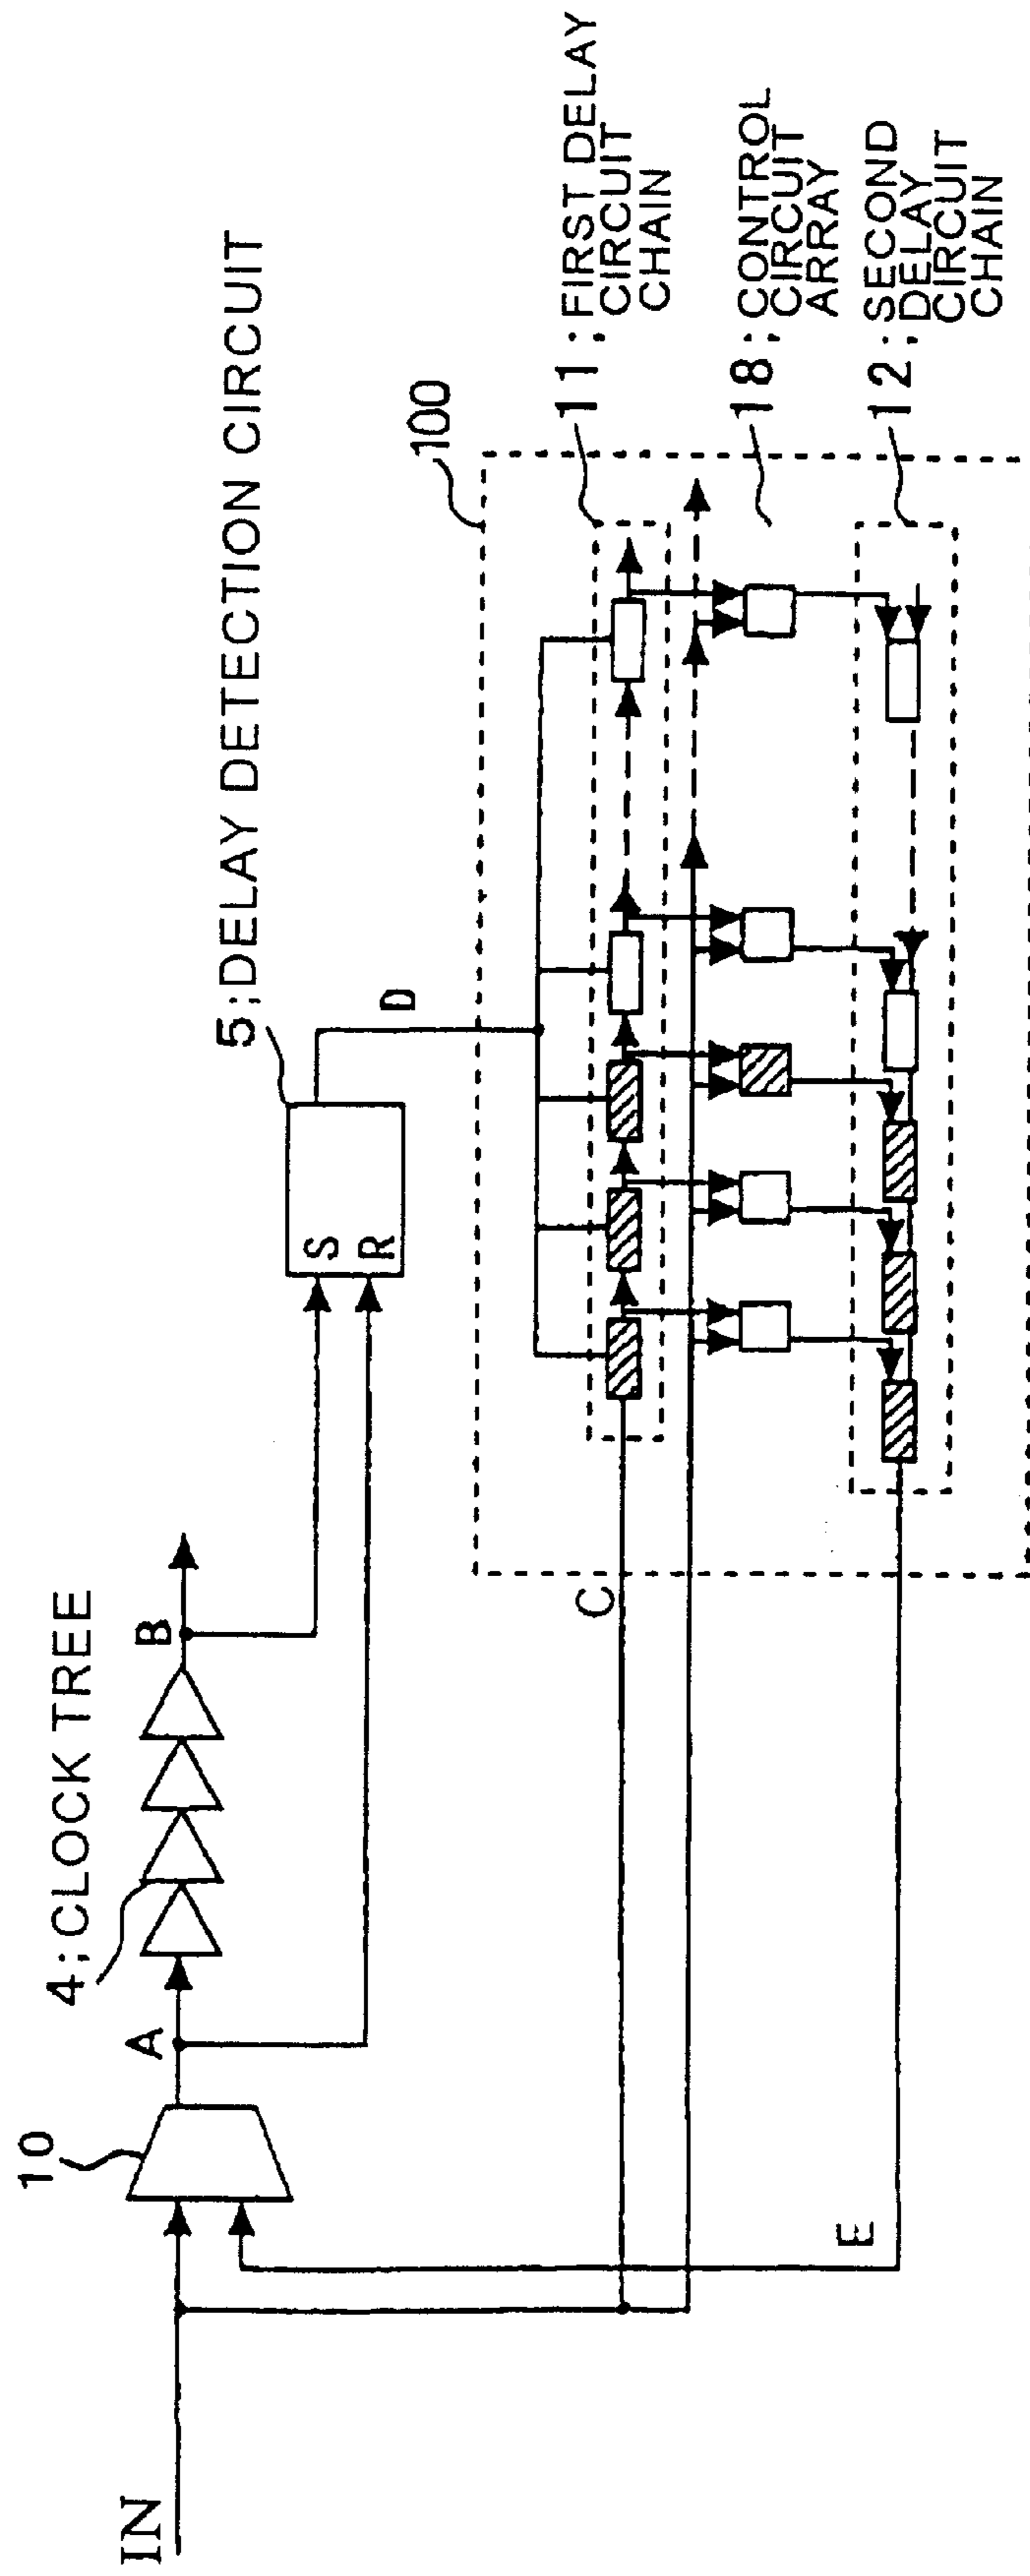 IN
10
A
4;CLOCK TREE
B
5;DELAY DETECTION CIRCUIT
S
R
D
100
C
E
11;FIRST DELAY
CIRCUIT
CHAIN
18;CONTROL
CIRCUIT
ARRAY
12;SECOND
DELAY
CIRCUIT
CHAIN